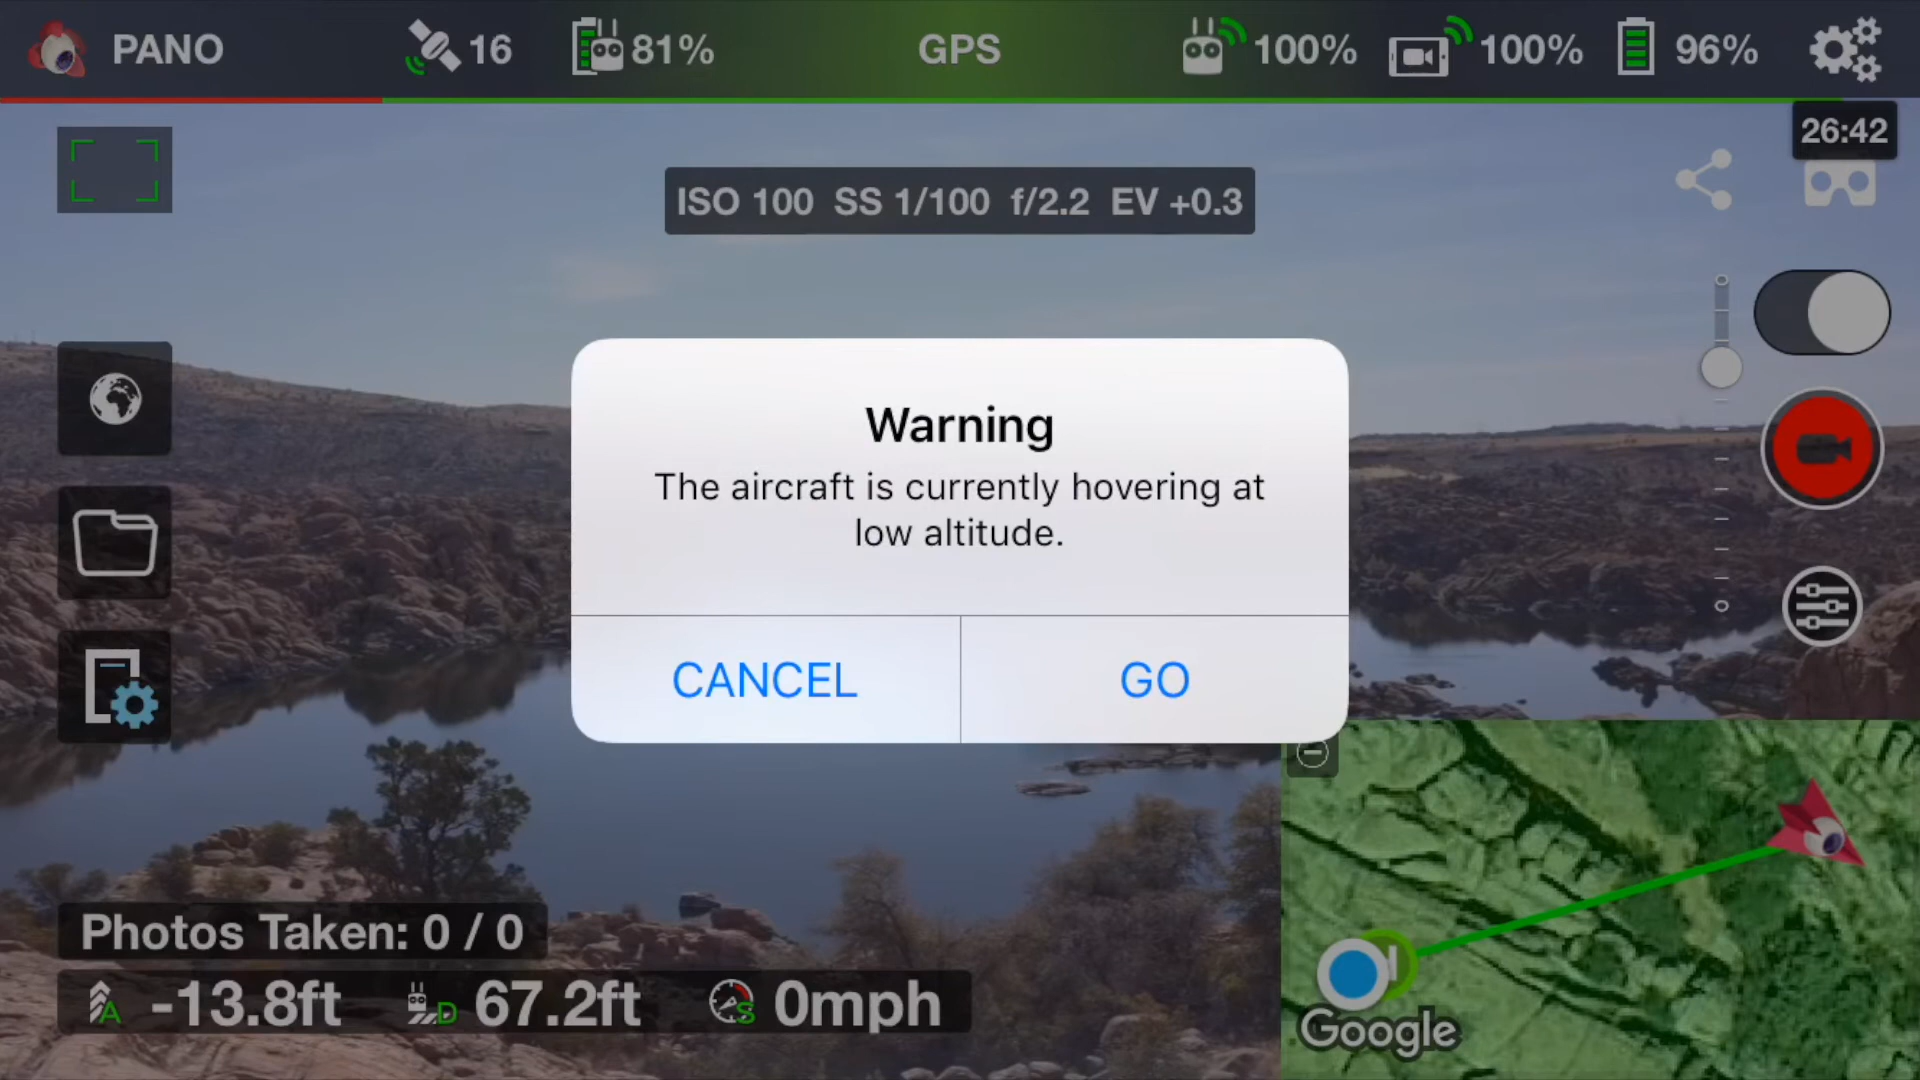 PANO 16 81% GPS 100% 100% 96%
26:42
ISO 100 SS 1/100 f/2.2 EV +0.3
Warning
The aircraft is currently hovering at
low altitude.
CANCEL GO
Photos Taken: 0 / 0
A -13.8ft D 67.2ft S 0mph
Google